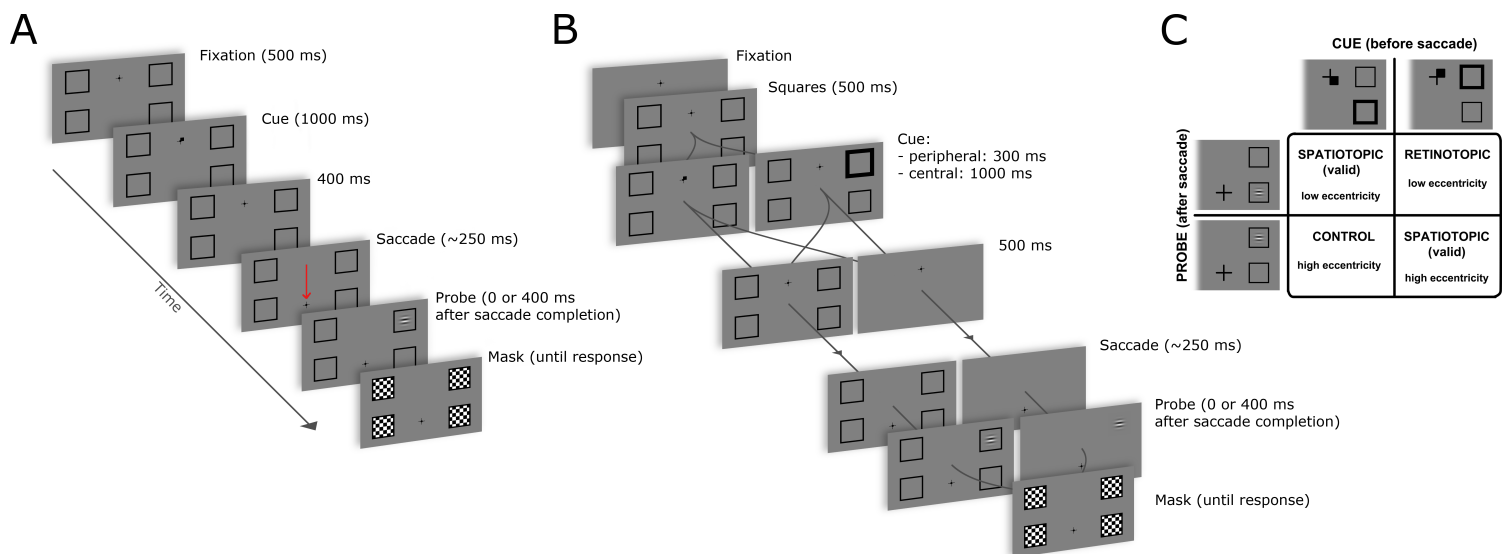 A
Fixation (500 ms)
Cue (1000 ms)
400 ms
Saccade (~250 ms)
Probe (0 or 400 ms
after saccade completion)
Mask (until response)
Time
B
Fixation
Squares (500 ms)
Cue:
- peripheral: 300 ms
- central: 1000 ms
500 ms
Saccade (~250 ms)
Probe (0 or 400 ms
after saccade completion)
Mask (until response)
C
CUE (before saccade)
PROBE (after saccade)
SPATIOTOPIC
(valid)
low eccentricity
RETINOTOPIC
low eccentricity
CONTROL
high eccentricity
SPATIOTOPIC
(valid)
high eccentricity